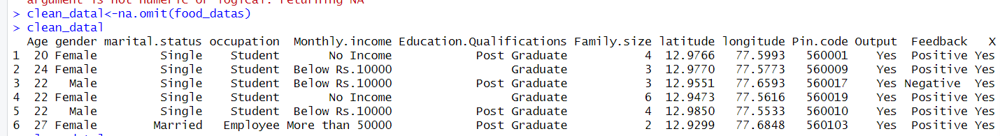 argument is not numeric or logical: returning NA
> clean_data1<-na.omit(food_datas)
> clean_data1
  Age gender marital.status occupation  Monthly.income Education.Qualifications Family.size latitude longitude Pin.code Output  Feedback   X
1  20 Female         Single    Student       No Income            Post Graduate           4  12.9766   77.5993   560001    Yes  Positive Yes
2  24 Female         Single    Student  Below Rs.10000                 Graduate           3  12.9770   77.5773   560009    Yes  Positive Yes
3  22   Male         Single    Student  Below Rs.10000            Post Graduate           3  12.9551   77.6593   560017    Yes Negative  Yes
4  22 Female         Single    Student       No Income                 Graduate           6  12.9473   77.5616   560019    Yes  Positive Yes
5  22   Male         Single    Student  Below Rs.10000            Post Graduate           4  12.9850   77.5533   560010    Yes  Positive Yes
6  27 Female        Married   Employee More than 50000            Post Graduate           2  12.9299   77.6848   560103    Yes  Positive Yes